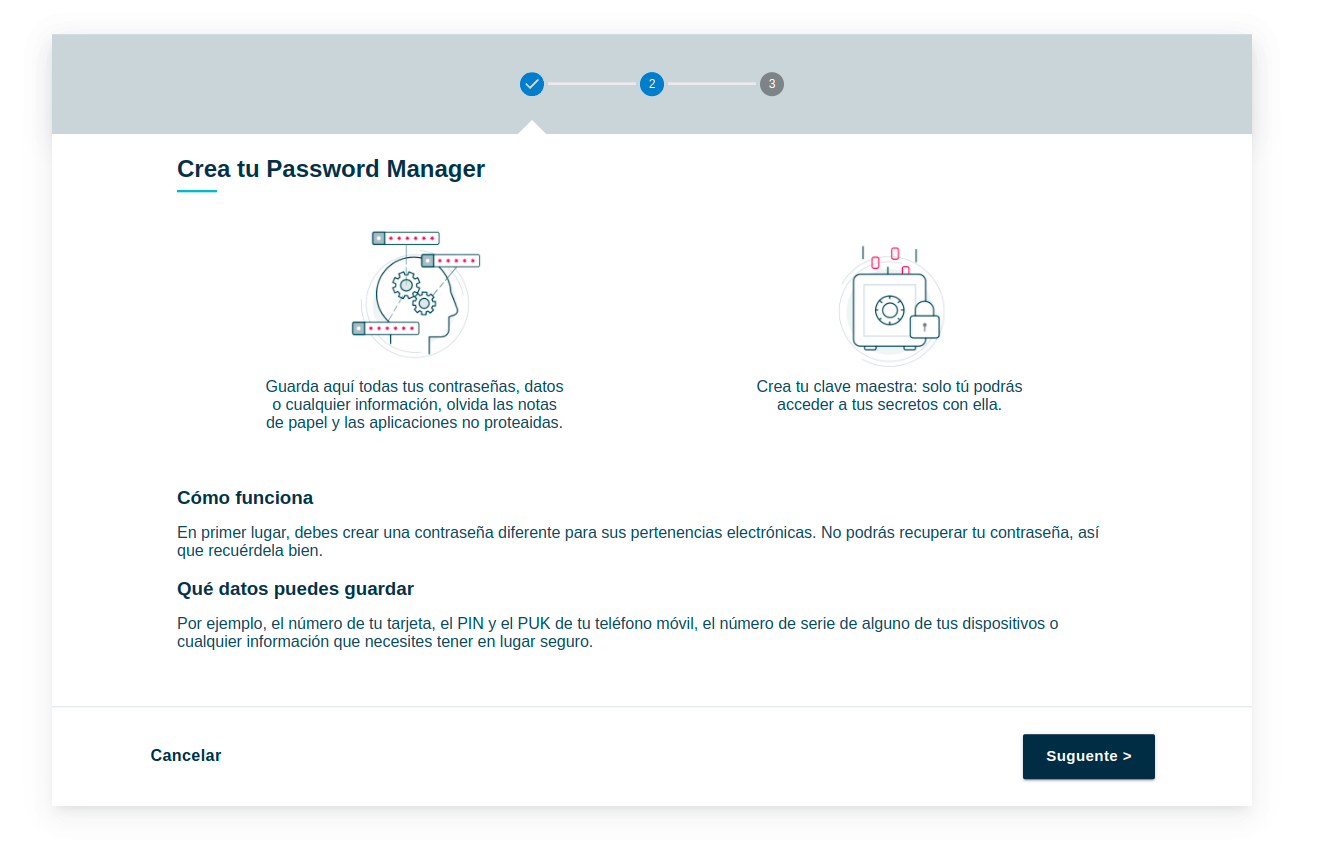 2
3
Crea tu Password Manager
Guarda aquí todas tus contraseñas, datos
o cualquier información, olvida las notas
de papel y las aplicaciones no proteaidas.
Crea tu clave maestra: solo tú podrás
acceder a tus secretos con ella.
Cómo funciona
En primer lugar, debes crear una contraseña diferente para sus pertenencias electrónicas. No podrás recuperar tu contraseña, así
que recuérdela bien.
Qué datos puedes guardar
Por ejemplo, el número de tu tarjeta, el PIN y el PUK de tu teléfono móvil, el número de serie de alguno de tus dispositivos o
cualquier información que necesites tener en lugar seguro.
Cancelar
Suguente >